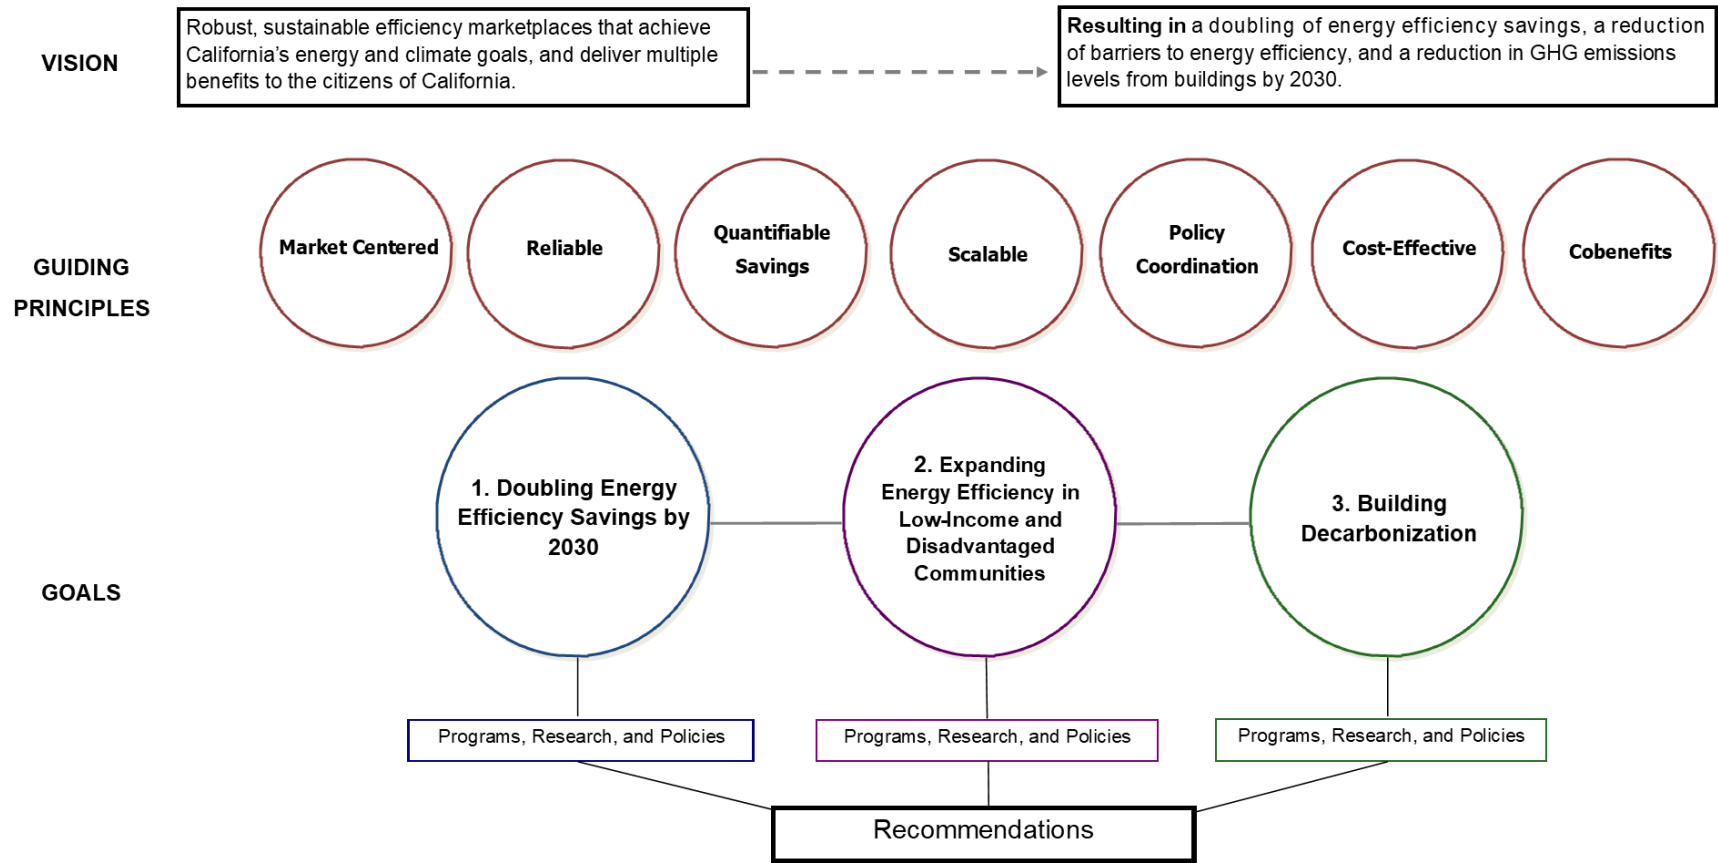 VISION
Robust, sustainable efficiency marketplaces that achieve
California's energy and climate goals, and deliver multiple
benefits to the citizens of California.
Resulting in a doubling of energy efficiency savings, a reduction
of barriers to energy efficiency, and a reduction in GHG emissions
levels from buildings by 2030.
GUIDING
PRINCIPLES
Market Centered
Reliable
Quantifiable
Savings
Scalable
Policy
Coordination
Cost-Effective
Cobenefits
GOALS
1. Doubling Energy
Efficiency Savings by
2030
2. Expanding
Energy Efficiency in
Low-Income and
Disadvantaged
Communities
3. Building
Decarbonization
Programs, Research, and Policies
Programs, Research, and Policies
Programs, Research, and Policies
Recommendations